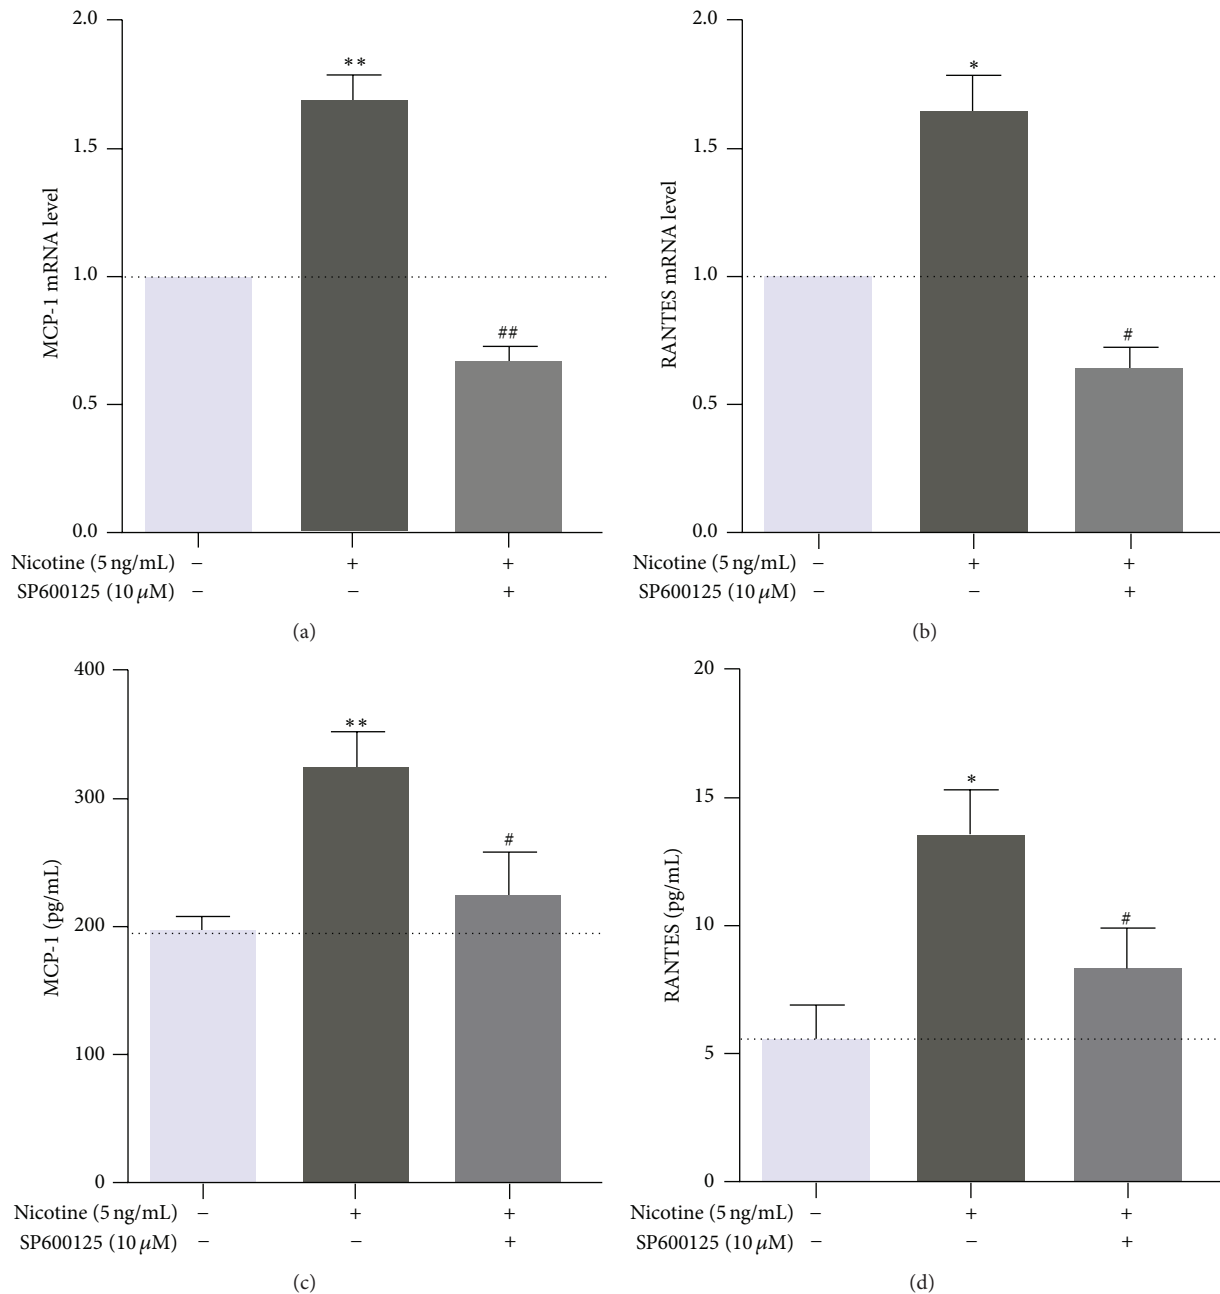 2.0
**
1.5
MCP-1 mRNA level
1.0
##
0.5
0.0
Nicotine (5 ng/mL) − + +
SP600125 (10 μM) − − +
(a)
2.0
*
1.5
RANTES mRNA level
1.0
#
0.5
0.0
Nicotine (5 ng/mL) − + +
SP600125 (10 μM) − − +
(b)
400
**
300
MCP-1 (pg/mL)
#
200
100
0
Nicotine (5 ng/mL) − + +
SP600125 (10 μM) − − +
(c)
20
*
15
RANTES (pg/mL)
#
10
5
0
Nicotine (5 ng/mL) − + +
SP600125 (10 μM) − − +
(d)